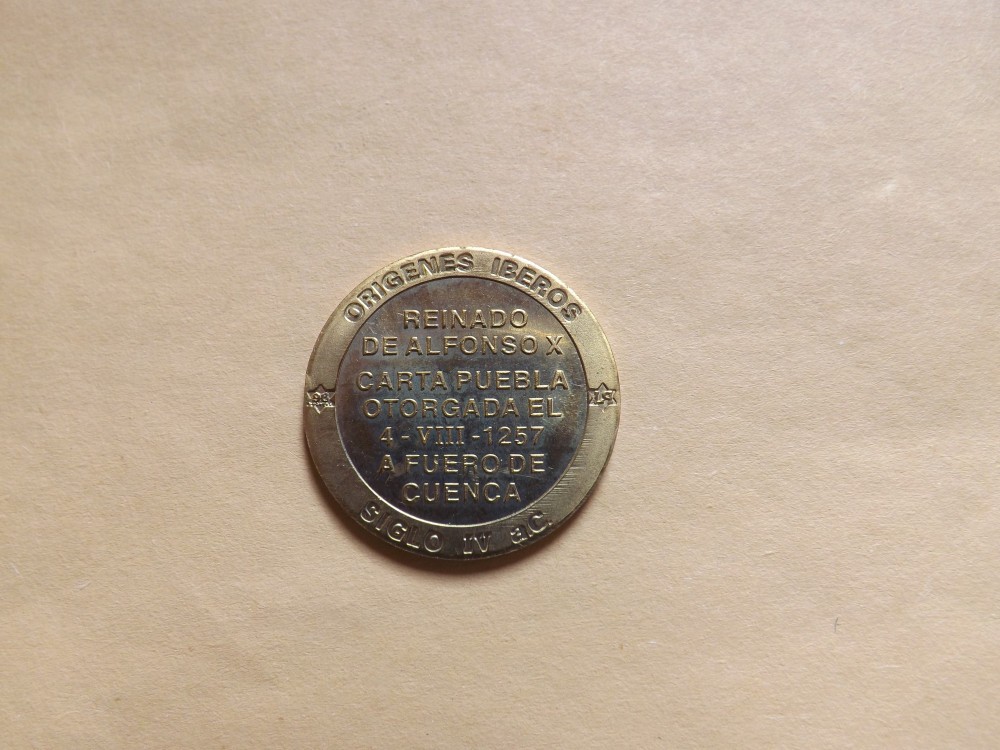 ORIGENES IBEROS
REINADO
DE ALFONSO X
CARTA PUEBLA
OTORGADA EL
4 - VIII - 1257
A FUERO DE
CUENCA
SIGLO IV a.C.